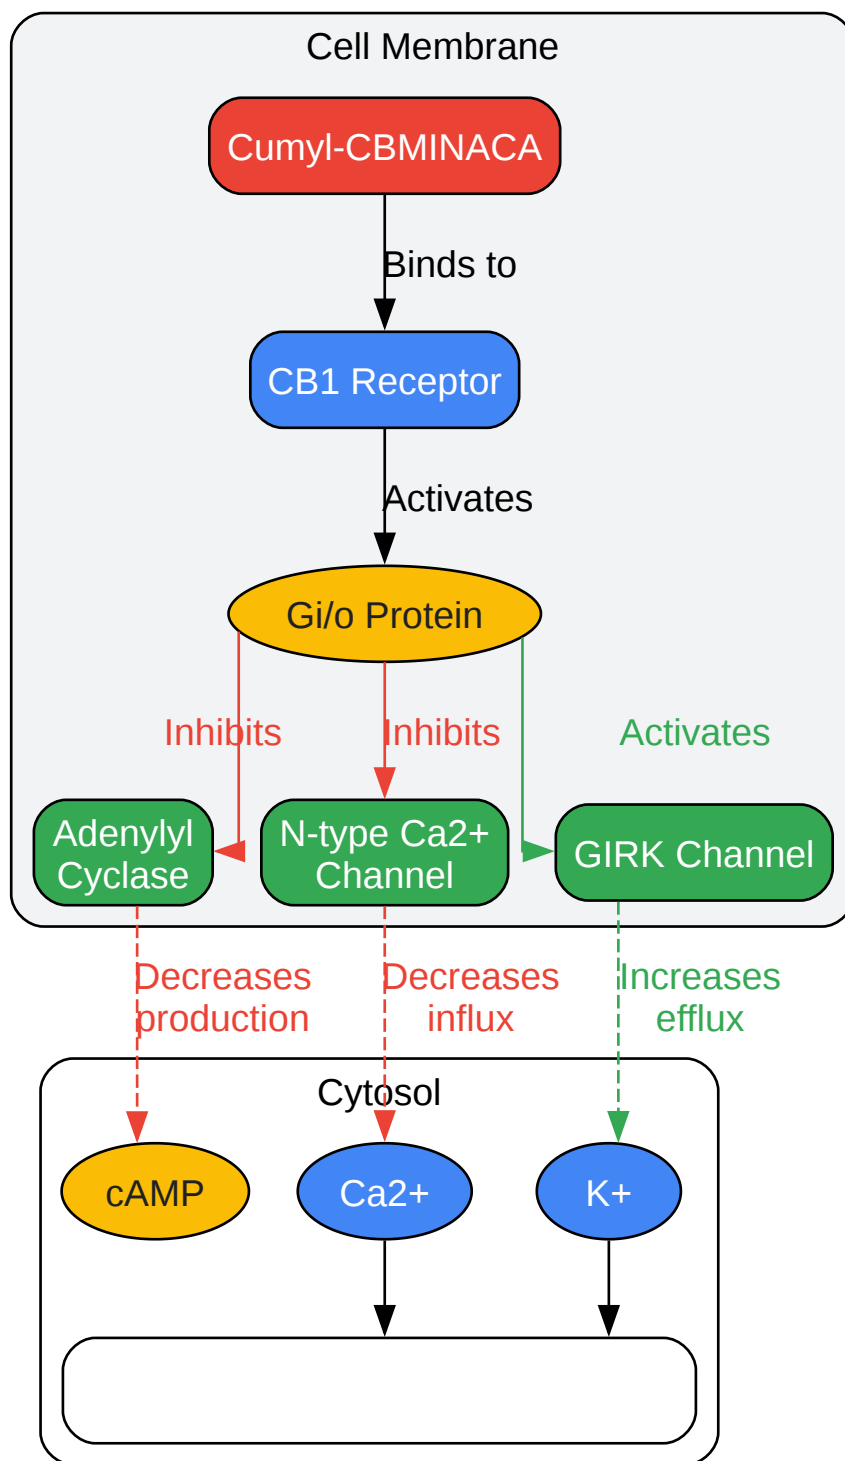 Cell Membrane
Cumyl-CBMINACA
Binds to
CB1 Receptor
Activates
Gi/o Protein
Inhibits
Inhibits
Activates
Adenylyl
Cyclase
N-type Ca2+
Channel
GIRK Channel
Decreases
production
Decreases
influx
Increases
efflux
Cytosol
cAMP
Ca2+
K+